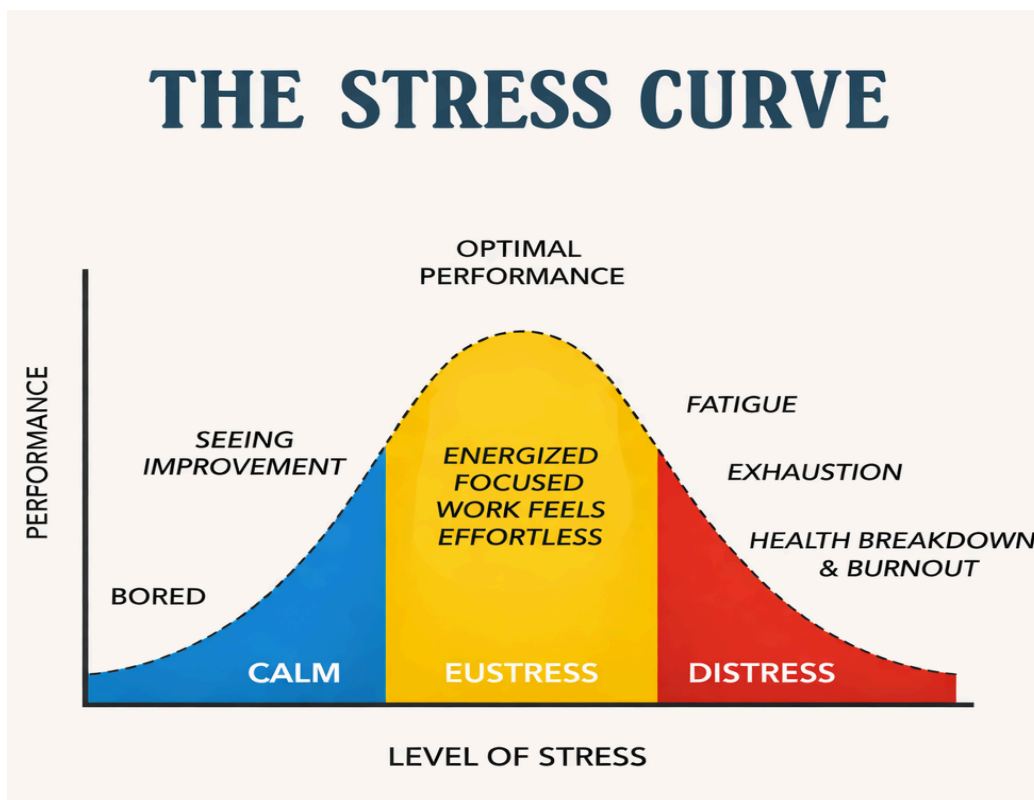 THE STRESS CURVE
OPTIMAL
PERFORMANCE
PERFORMANCE
FATIGUE
SEEING
IMPROVEMENT
ENERGIZED
FOCUSED
WORK FEELS
EFFORTLESS
EXHAUSTION
HEALTH BREAKDOWN
& BURNOUT
BORED
CALM
EUSTRESS
DISTRESS
LEVEL OF STRESS